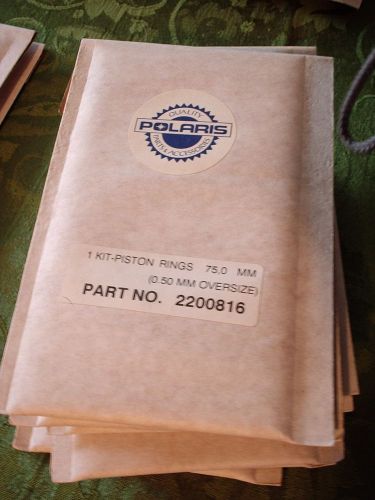 QUALITY
POLARIS
PARTS & ACCESSORIES
1 KIT-PISTON RINGS 75.0 MM
(0.50 MM OVERSIZE)
PART NO. 2200816